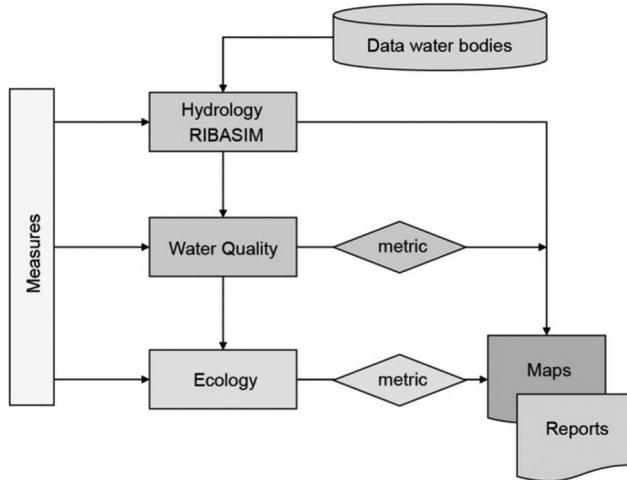 Data water bodies
Hydrology
RIBASIM
Measures
Water Quality
metric
Ecology
metric
Maps
Reports